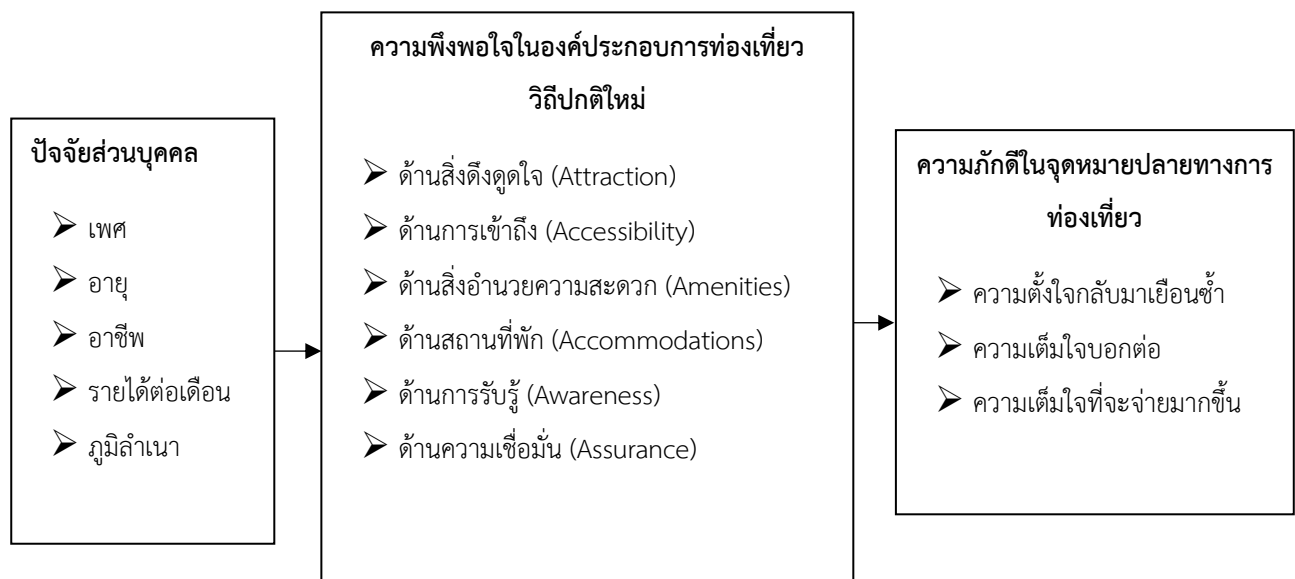 ปัจจัยส่วนบุคคล
➢ เพศ
➢ อายุ
➢ อาชีพ
➢ รายได้ต่อเดือน
➢ ภูมิลำเนา
ความพึงพอใจในองค์ประกอบการท่องเที่ยว
วิถีปกติใหม่
➢ ด้านสิ่งดึงดูดใจ (Attraction)
➢ ด้านการเข้าถึง (Accessibility)
➢ ด้านสิ่งอำนวยความสะดวก (Amenities)
➢ ด้านสถานที่พัก (Accommodations)
➢ ด้านการรับรู้ (Awareness)
➢ ด้านความเชื่อมั่น (Assurance)
ความภักดีในจุดหมายปลายทางการ
ท่องเที่ยว
➢ ความตั้งใจกลับมาเยือนซ้ำ
➢ ความเต็มใจบอกต่อ
➢ ความเต็มใจที่จะจ่ายมากขึ้น